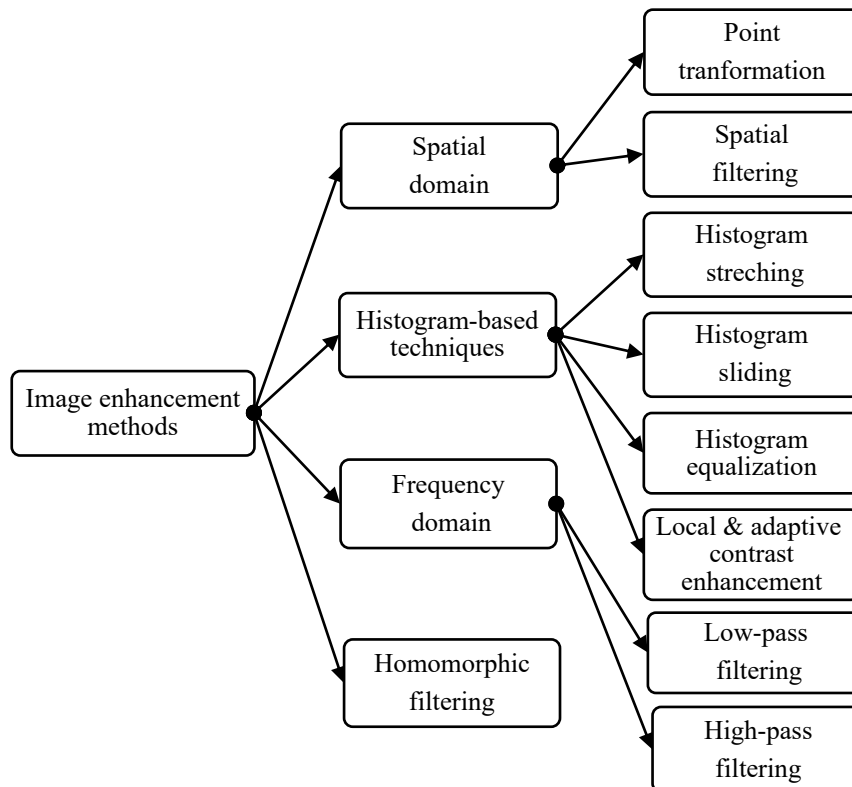 Point
tranformation
Spatial
domain
Spatial
filtering
Histogram
streching
Histogram-based
techniques
Histogram
sliding
Image enhancement
methods
Histogram
equalization
Frequency
domain
Local & adaptive
contrast
enhancement
Low-pass
filtering
Homomorphic
filtering
High-pass
filtering